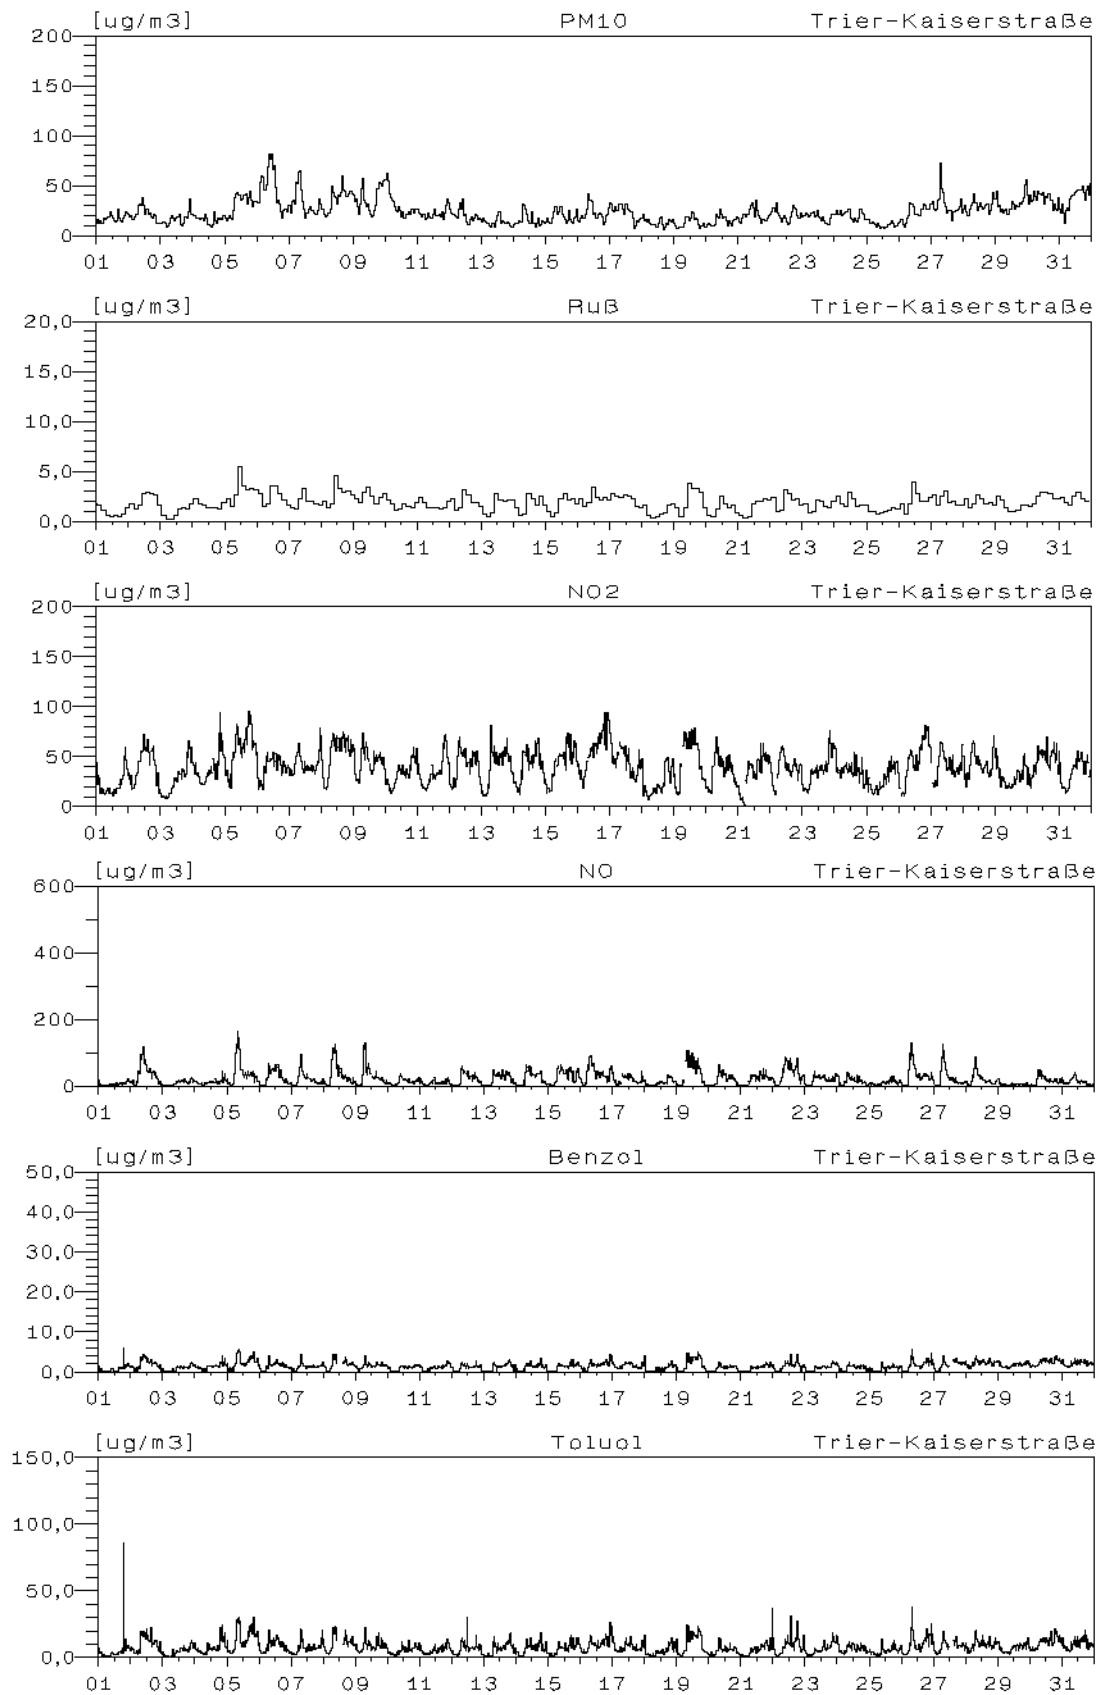 [ug/m3] PM10 Trier-Kaiserstraße
200
150
100
50
0
01 03 05 07 09 11 13 15 17 19 21 23 25 27 29 31
[ug/m3] Ruß Trier-Kaiserstraße
20,0
15,0
10,0
5,0
0,0
01 03 05 07 09 11 13 15 17 19 21 23 25 27 29 31
[ug/m3] NO2 Trier-Kaiserstraße
200
150
100
50
0
01 03 05 07 09 11 13 15 17 19 21 23 25 27 29 31
[ug/m3] NO Trier-Kaiserstraße
600
400
200
0
01 03 05 07 09 11 13 15 17 19 21 23 25 27 29 31
[ug/m3] Benzol Trier-Kaiserstraße
50,0
40,0
30,0
20,0
10,0
0,0
01 03 05 07 09 11 13 15 17 19 21 23 25 27 29 31
[ug/m3] Toluol Trier-Kaiserstraße
150,0
100,0
50,0
0,0
01 03 05 07 09 11 13 15 17 19 21 23 25 27 29 31